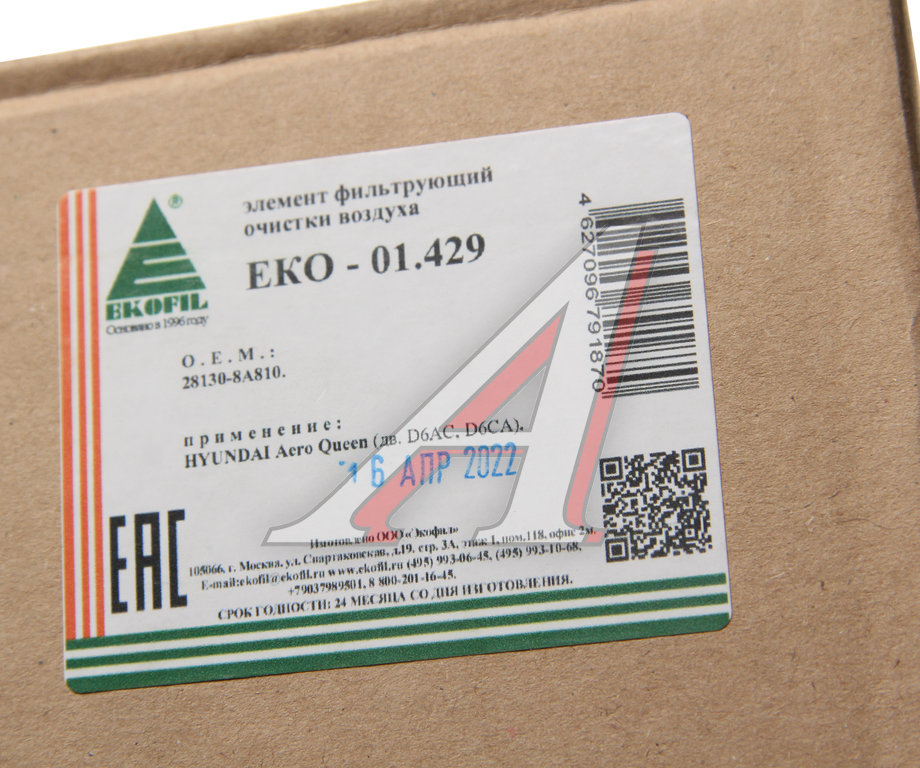 ®
EKOFIL
Основано в 1996 году
элемент фильтрующий
очистки воздуха
ЕКО - 01.429
О.Е.М.:
28130-8A810.
применение:
HYUNDAI Aero Queen (дв. D6AC, D6CA).
16 АПР 2022
4 627096 791870
ЕАС
Изготовлено ООО «Экофил»
105066, г. Москва, ул. Спартаковская, д.19, стр. 3А, этаж 1, пом.118, офис 2м.
E-mail:ekofil@ekofil.ru www.ekofil.ru (495) 993-06-45, (495) 993-10-68,
+79037989501, 8 800-201-16-45.
СРОК ГОДНОСТИ: 24 МЕСЯЦА СО ДНЯ ИЗГОТОВЛЕНИЯ.